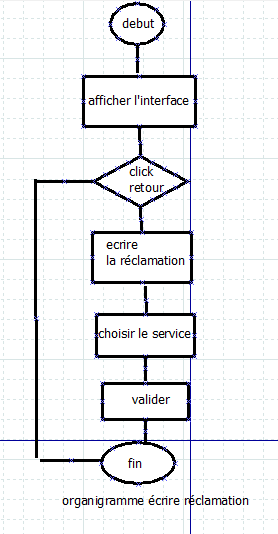 debut
afficher l'interface
click
retour
ecrire
la réclamation
choisir le service
valider
fin
organigramme écrire réclamation